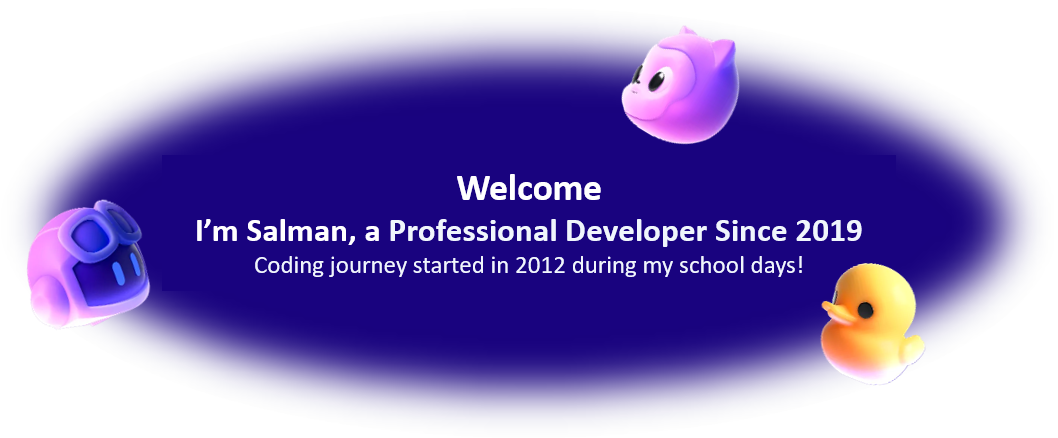 Welcome
I’m Salman, a Professional Developer Since 2019
Coding journey started in 2012 during my school days!